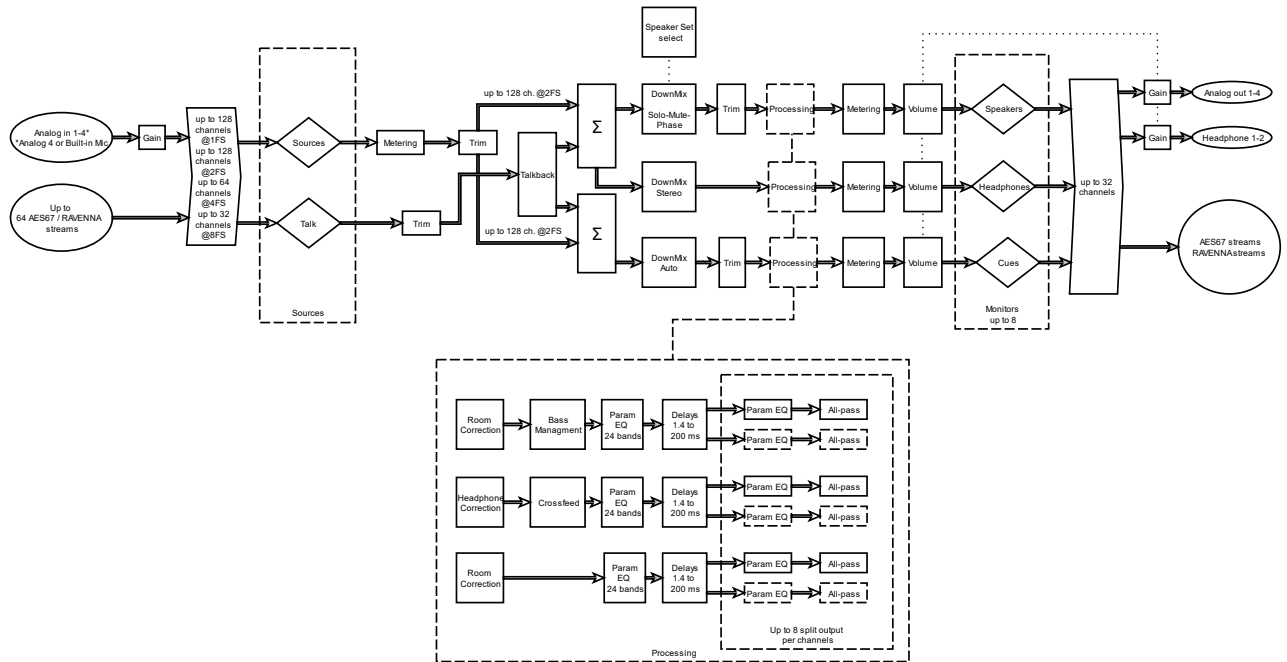 Speaker Set
select
up to 128 ch. @2FS
Analog in 1-4*
*Analog 4 or Built-in Mic
Gain
up to 128
channels
@1FS
up to 128
channels
@2FS
up to 64
channels
@4FS
up to 32
channels
@8FS
Up to
64 AES67 / RAVENNA
streams
Sources
Talk
Sources
Metering
Trim
Trim
Talkback
up to 128 ch. @2FS
Σ
Σ
DownMix
-
Solo-Mute-
Phase
Trim
Processing
Metering
Volume
Speakers
DownMix
Stereo
Processing
Metering
Volume
Headphones
DownMix
Auto
Trim
Processing
Metering
Volume
Cues
Monitors
up to 8
up to 32
channels
Gain
Analog out 1-4
Gain
Headphone 1-2
AES67 streams
RAVENNAstreams
Room
Correction
Bass
Managment
Param
EQ
24 bands
Delays
1.4 to
200 ms
Param EQ
All-pass
Param EQ
All-pass
Headphone
Correction
Crossfeed
Param
EQ
24 bands
Delays
1.4 to
200 ms
Param EQ
All-pass
Param EQ
All-pass
Room
Correction
Param
EQ
24 bands
Delays
1.4 to
200 ms
Param EQ
All-pass
Param EQ
All-pass
Up to 8 split output
per channels
Processing